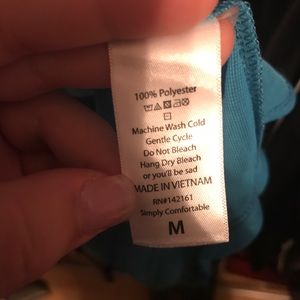 100% Polyester
Machine Wash Cold
Gentle Cycle
Do Not Bleach
Hang Dry Bleach
or you'll be sad
MADE IN VIETNAM
RN#142161
Simply Comfortable
M